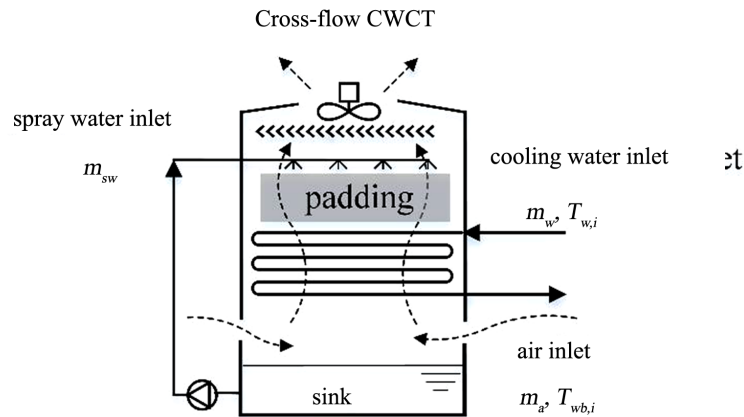 Cross-flow CWCT
spray water inlet
m_sw
cooling water inlet
m_w, T_w,i
padding
air inlet
m_a, T_wb,i
sink